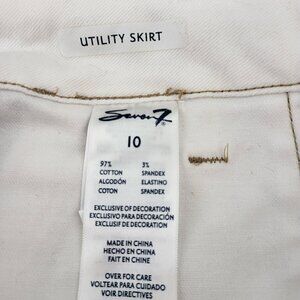 UTILITY SKIRT
Seven7®
10
97% 3%
COTTON SPANDEX
ALGODÓN ELASTINO
COTON SPANDEX
EXCLUSIVE OF DECORATION
EXCLUSIVO PARA DECORACIÓN
EXCLUSIF DE DECORATION
MADE IN CHINA
HECHO EN CHINA
FAIT EN CHINE
OVER FOR CARE
VOLTEAR PARA CUIDADO
VOIR DIRECTIVES